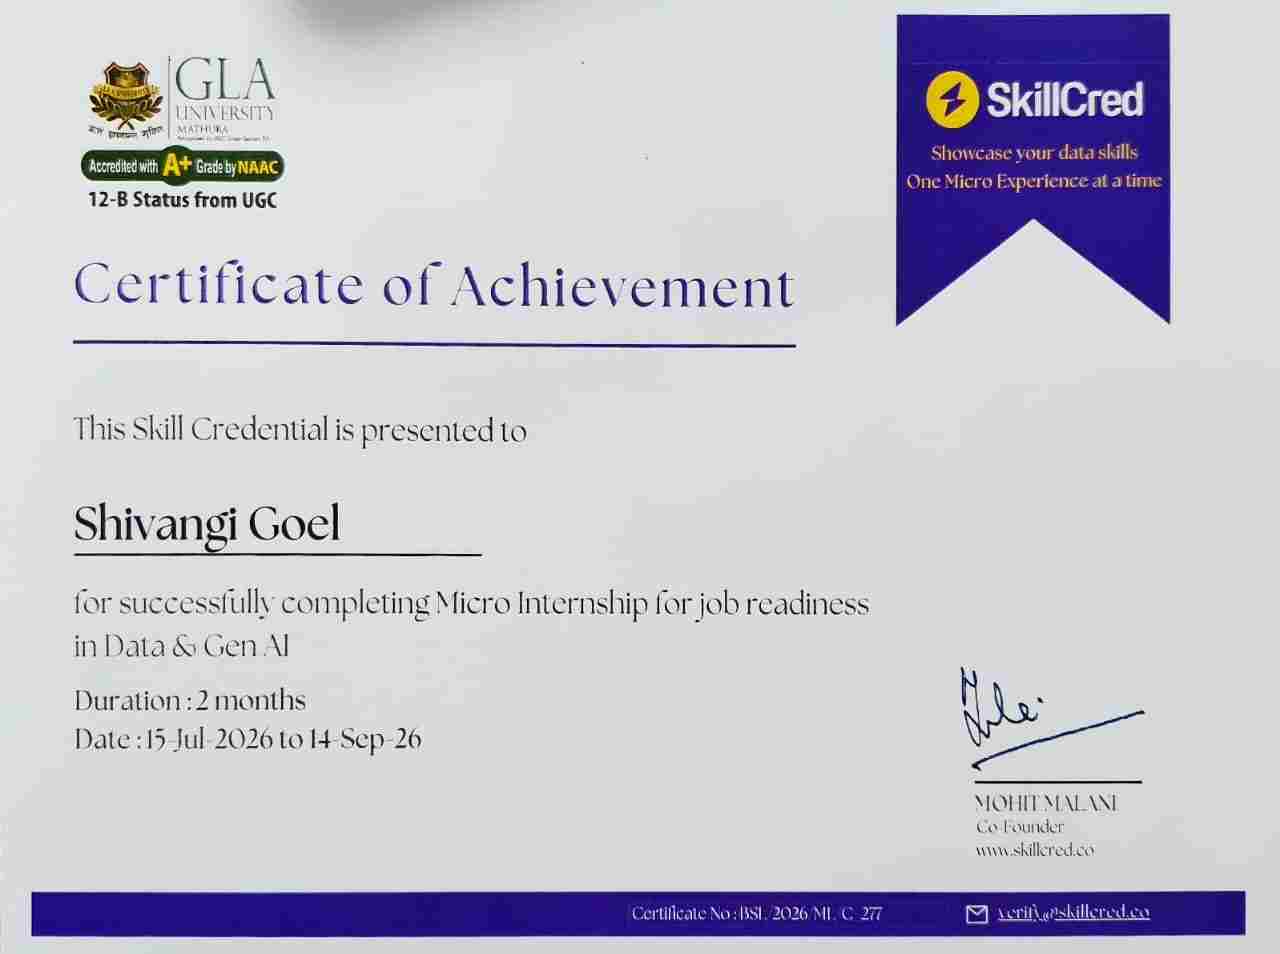 GLA
UNIVERSITY
MATHURA
Accredited with A+ Grade by NAAC
12-B Status from UGC
SkillCred
Showcase your data skills
One Micro Experience at a time
Certificate of Achievement
This Skill Credential is presented to
Shivangi Goel
for successfully completing Micro Internship for job readiness
in Data & Gen AI
Duration : 2 months
Date : 15-Jul-2026 to 14-Sep-26
MOHIT MALANI
Co-Founder
www.skillcred.co
Certificate No : BSL/2026/ML/C_277
verify@skillcred.co